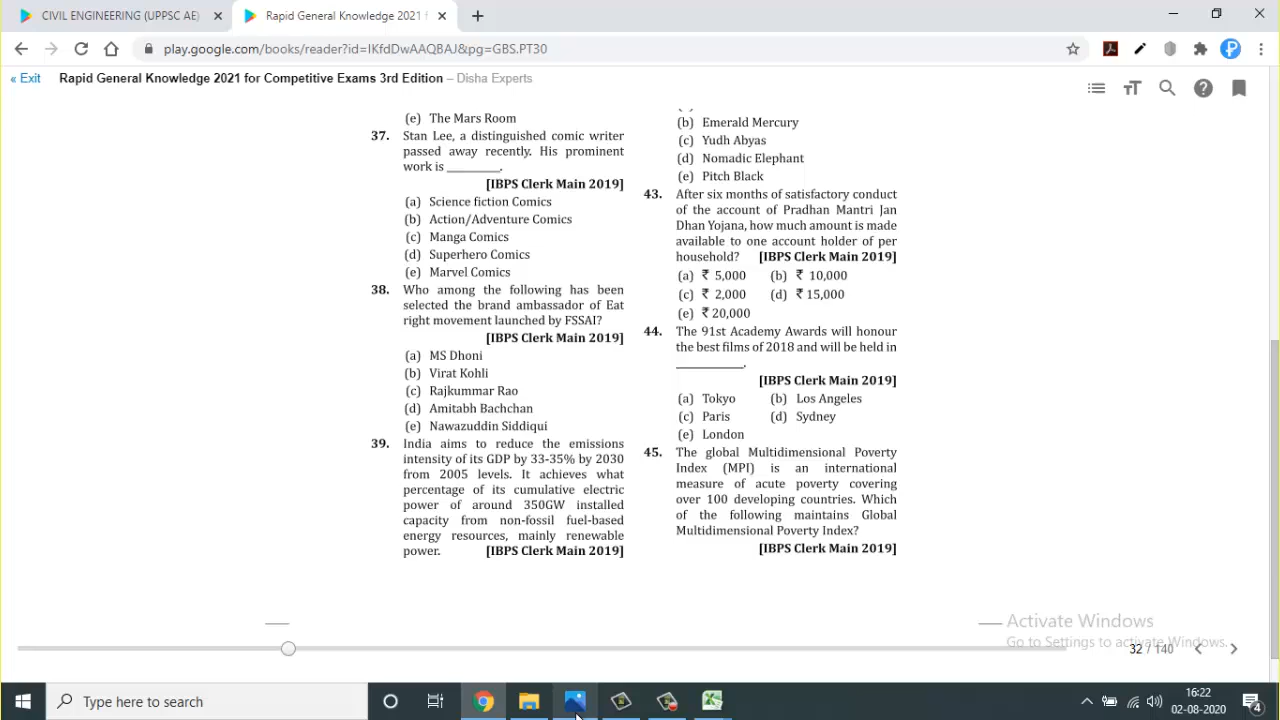 CIVIL ENGINEERING (UPPSC AE)
Rapid General Knowledge 2021 f
play.google.com/books/reader?id=IKfdDwAAQBAJ&pg=GBS.PT30
« Exit Rapid General Knowledge 2021 for Competitive Exams 3rd Edition – Disha Experts
(e) The Mars Room
37. Stan Lee, a distinguished comic writer
passed away recently. His prominent
work is _________.
[IBPS Clerk Main 2019]
(a) Science fiction Comics
(b) Action/Adventure Comics
(c) Manga Comics
(d) Superhero Comics
(e) Marvel Comics
38. Who among the following has been
selected the brand ambassador of Eat
right movement launched by FSSAI?
[IBPS Clerk Main 2019]
(a) MS Dhoni
(b) Virat Kohli
(c) Rajkummar Rao
(d) Amitabh Bachchan
(e) Nawazuddin Siddiqui
39. India aims to reduce the emissions
intensity of its GDP by 33-35% by 2030
from 2005 levels. It achieves what
percentage of its cumulative electric
power of around 350GW installed
capacity from non-fossil fuel-based
energy resources, mainly renewable
power. [IBPS Clerk Main 2019]
(b) Emerald Mercury
(c) Yudh Abyas
(d) Nomadic Elephant
(e) Pitch Black
43. After six months of satisfactory conduct
of the account of Pradhan Mantri Jan
Dhan Yojana, how much amount is made
available to one account holder of per
household? [IBPS Clerk Main 2019]
(a) ₹ 5,000 (b) ₹ 10,000
(c) ₹ 2,000 (d) ₹ 15,000
(e) ₹ 20,000
44. The 91st Academy Awards will honour
the best films of 2018 and will be held in
____________.
[IBPS Clerk Main 2019]
(a) Tokyo (b) Los Angeles
(c) Paris (d) Sydney
(e) London
45. The global Multidimensional Poverty
Index (MPI) is an international
measure of acute poverty covering
over 100 developing countries. Which
of the following maintains Global
Multidimensional Poverty Index?
[IBPS Clerk Main 2019]
Activate Windows
Go to Settings to activate Windows.
32 / 140
Type here to search
16:22
02-08-2020
4